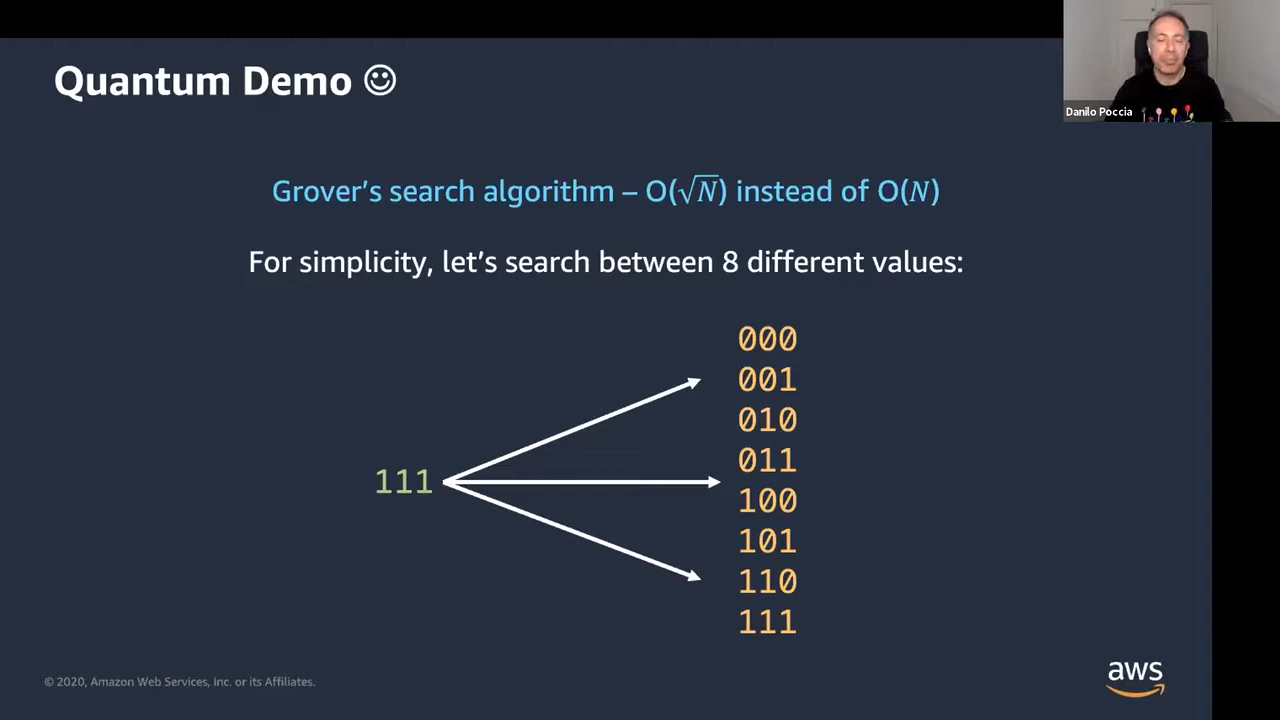 Quantum Demo ☺
Danilo Poccia
Grover's search algorithm – O(√N) instead of O(N)
For simplicity, let's search between 8 different values:
111
000
001
010
011
100
101
110
111
© 2020, Amazon Web Services, Inc. or its Affiliates.
aws